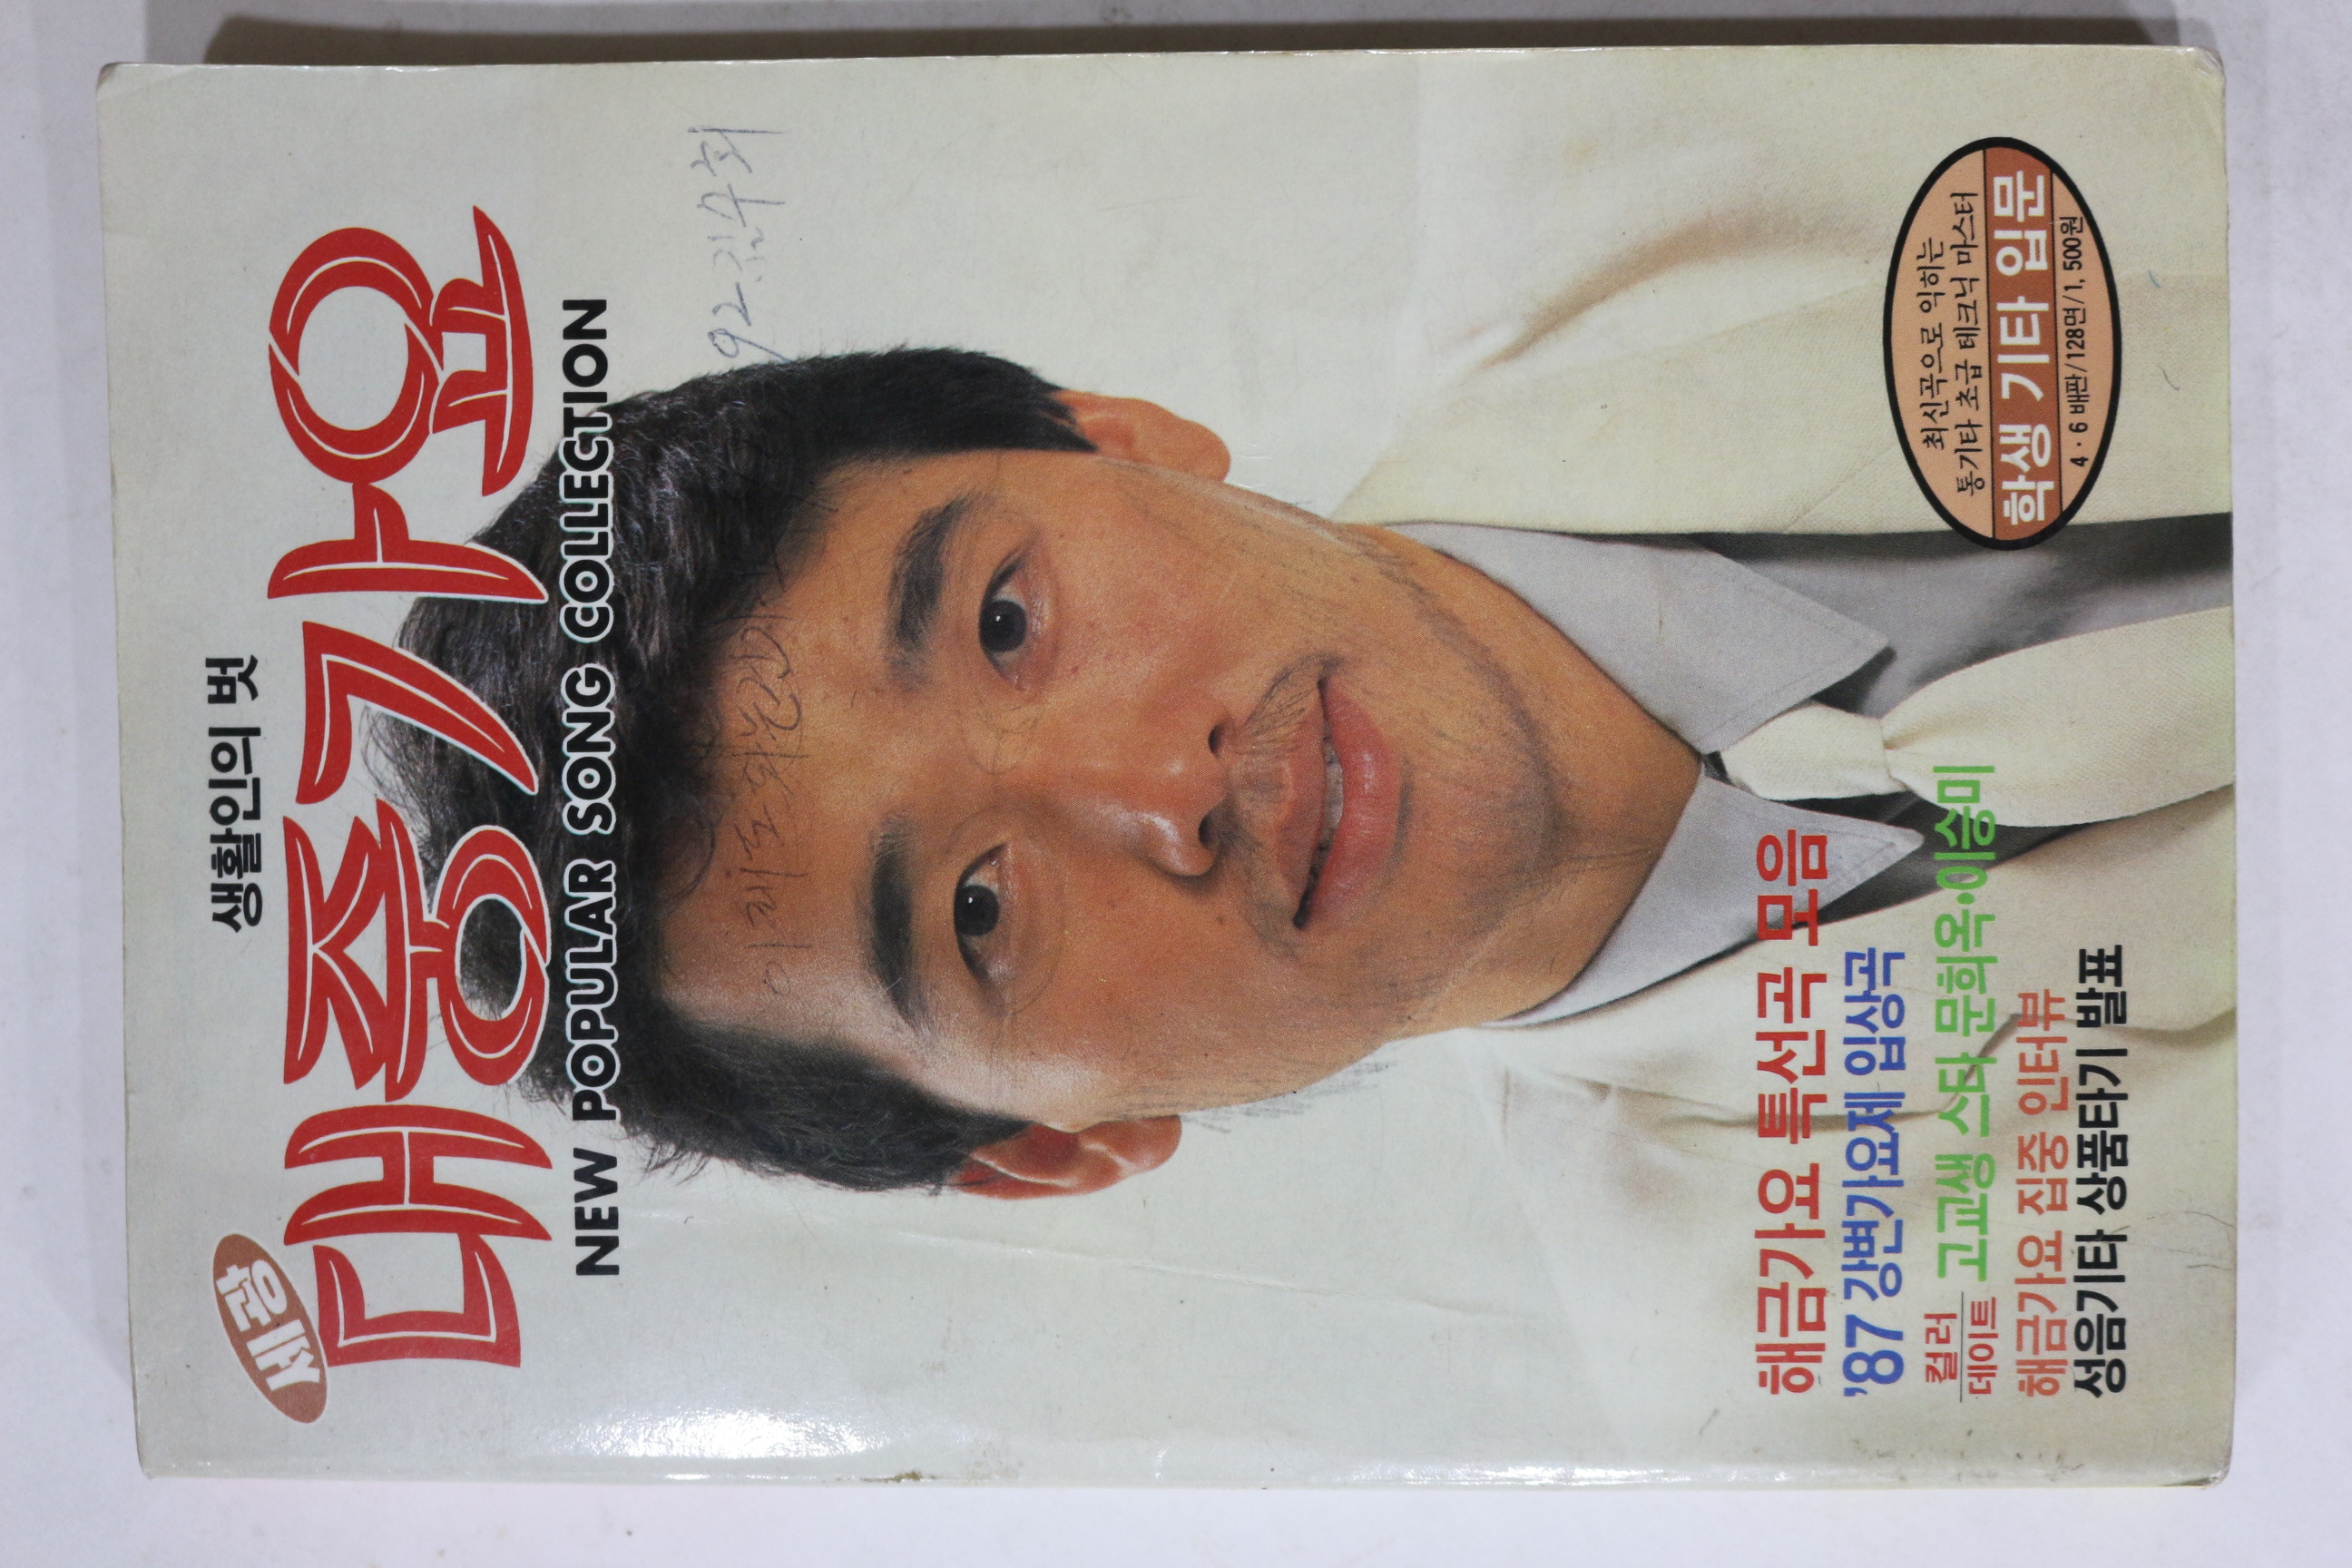 생활인의 벗
대중가요
NEW POPULAR SONG COLLECTION
92.
해금가요 특선곡 모음
'87 강변가요제 입상곡
컬러
데이트 고교생 스타 문희옥·이승미
해금가요 집중 인터뷰
성음기타 상품타기 발표
최신곡으로 익히는
통기타 초급 테크닉 마스터
학생 기타 입문
4·6배판/128면/1,500원